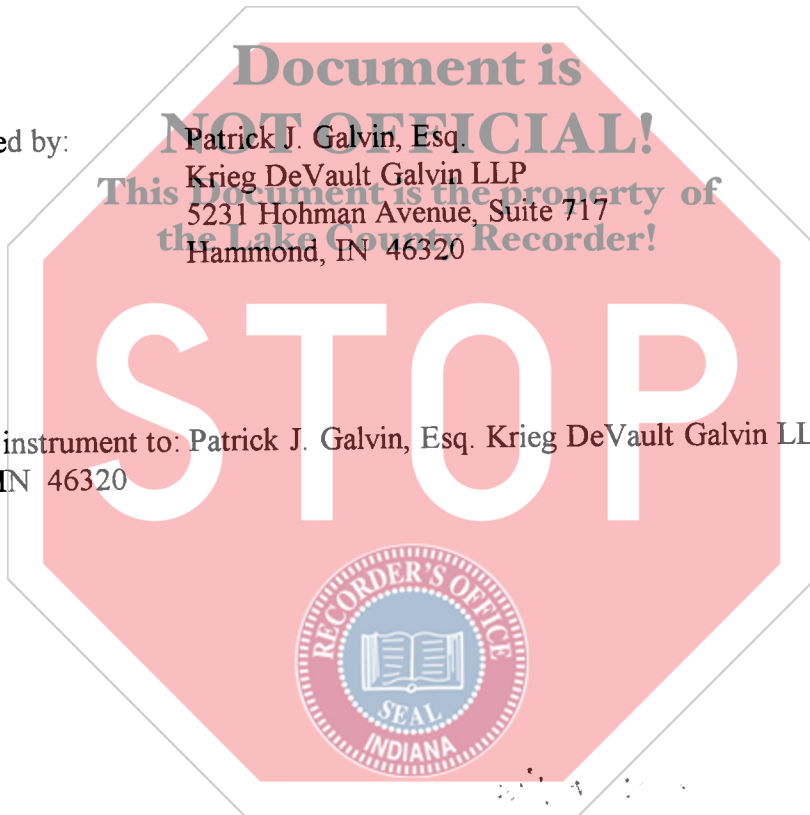 Document is
NOT OFFICIAL!
This Document is the property of
the Lake County Recorder!
ed by:
Patrick J. Galvin, Esq.
Krieg DeVault Galvin LLP
5231 Hohman Avenue, Suite 717
Hammond, IN 46320
STOP
instrument to: Patrick J. Galvin, Esq. Krieg DeVault Galvin LL
IN 46320
RECORDER'S OFFICE
SEAL
INDIANA